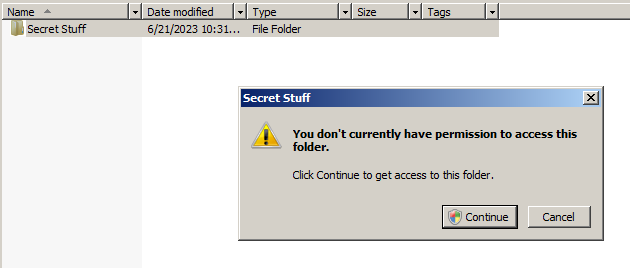 Name Date modified Type Size Tags
Secret Stuff 6/21/2023 10:31... File Folder
Secret Stuff
You don't currently have permission to access this
folder.
Click Continue to get access to this folder.
Continue Cancel